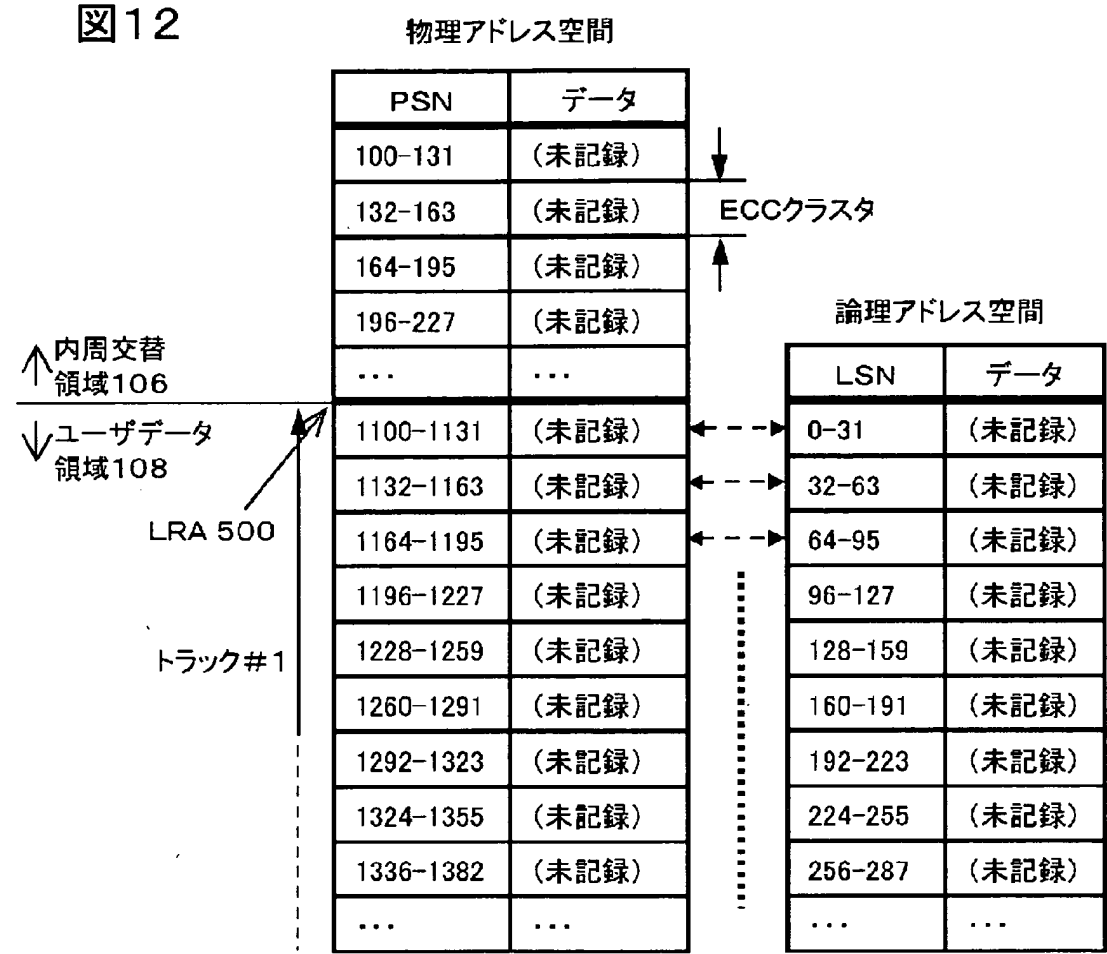 図12
物理アドレス空間
PSN データ
100-131 (未記録)
132-163 (未記録)
ECCクラスタ
164-195 (未記録)
196-227 (未記録)
... ...
内周交替
領域106
ユーザデータ
領域108
LRA 500
トラック#1
1100-1131 (未記録)
1132-1163 (未記録)
1164-1195 (未記録)
1196-1227 (未記録)
1228-1259 (未記録)
1260-1291 (未記録)
1292-1323 (未記録)
1324-1355 (未記録)
1336-1382 (未記録)
... ...
論理アドレス空間
LSN データ
0-31 (未記録)
32-63 (未記録)
64-95 (未記録)
96-127 (未記録)
128-159 (未記録)
160-191 (未記録)
192-223 (未記録)
224-255 (未記録)
256-287 (未記録)
... ...